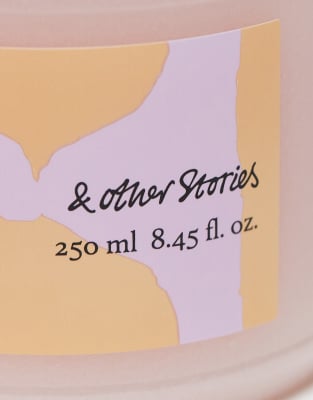 & other Stories
250 ml 8.45 fl. oz.